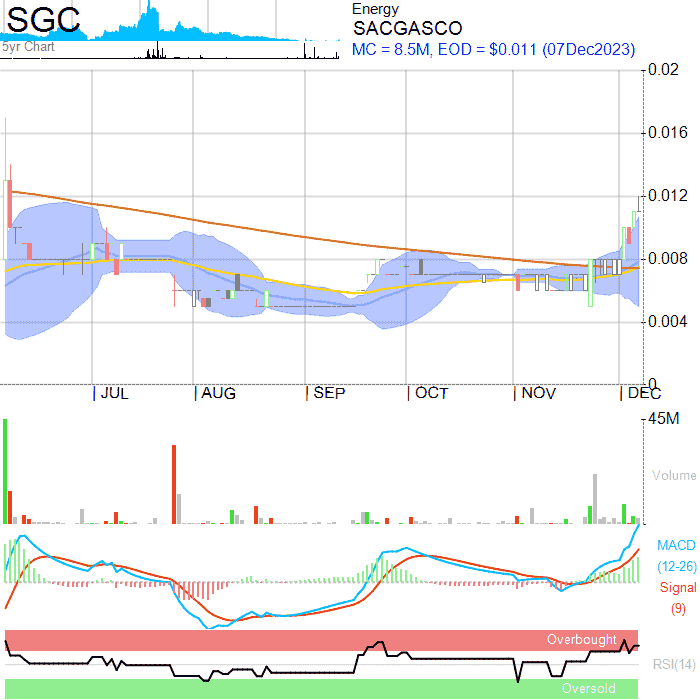 SGC
5yr Chart
Energy
SACGASCO
MC = 8.5M, EOD = $0.011 (07Dec2023)
0.02
0.016
0.012
0.008
0.004
0
JUL AUG SEP OCT NOV DEC
45M
Volume
MACD
(12-26)
Signal
(9)
Overbought
RSI(14)
Oversold